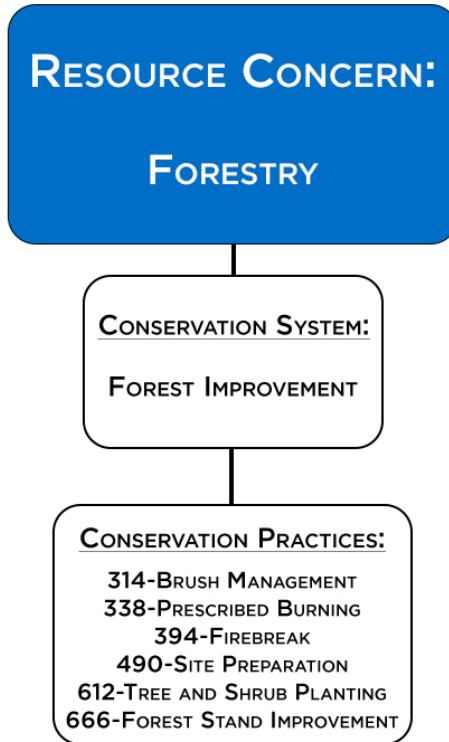 Resource Concern:
Forestry
Conservation System:
Forest Improvement
Conservation Practices:
314-Brush Management
338-Prescribed Burning
394-Firebreak
490-Site Preparation
612-Tree and Shrub Planting
666-Forest Stand Improvement